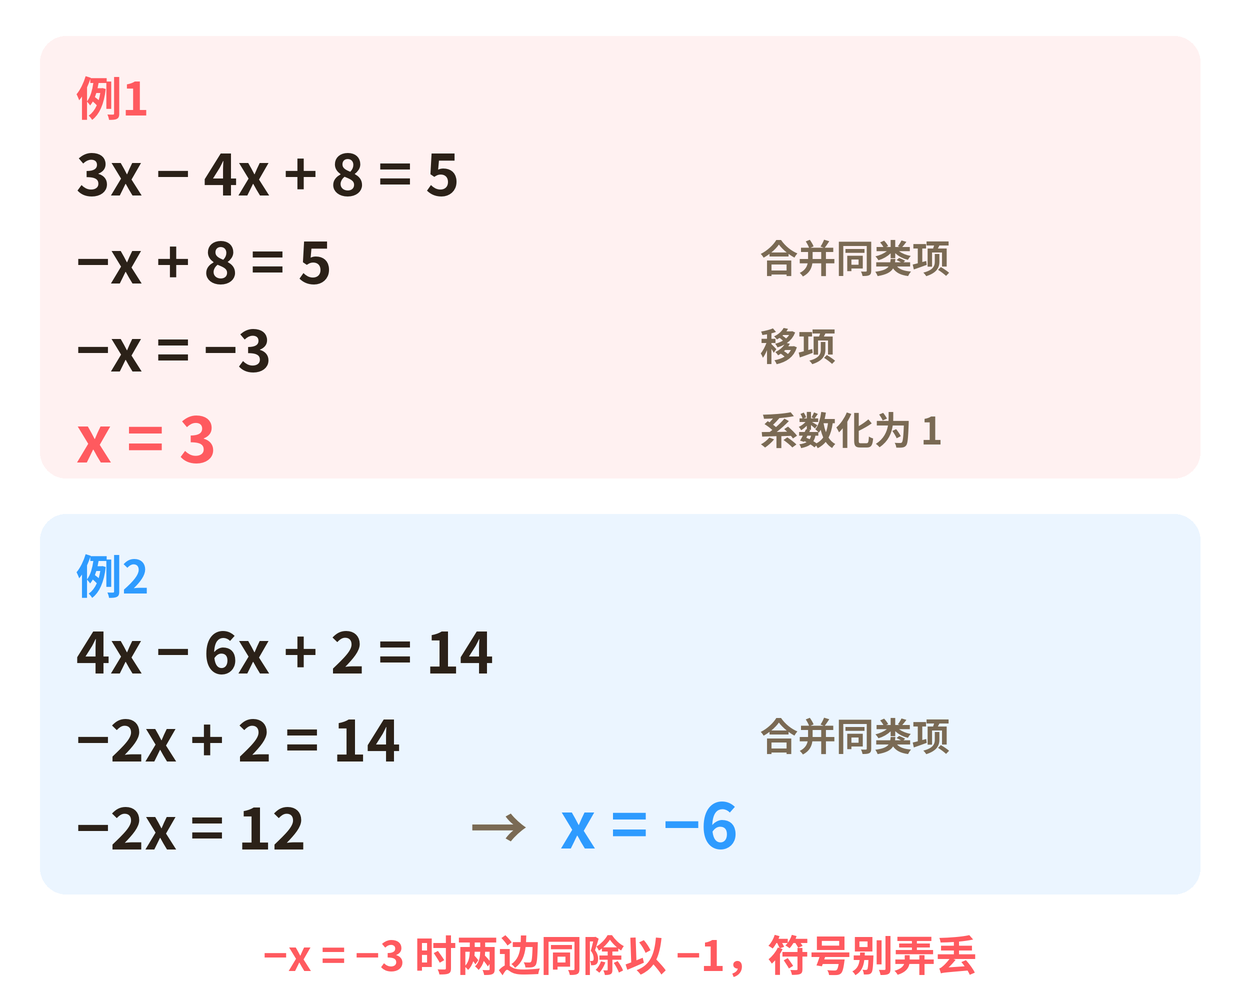 例1
3x − 4x + 8 = 5
−x + 8 = 5 合并同类项
−x = −3 移项
x = 3 系数化为 1
例2
4x − 6x + 2 = 14
−2x + 2 = 14 合并同类项
−2x = 12 → x = −6
−x = −3 时两边同除以 −1，符号别弄丢